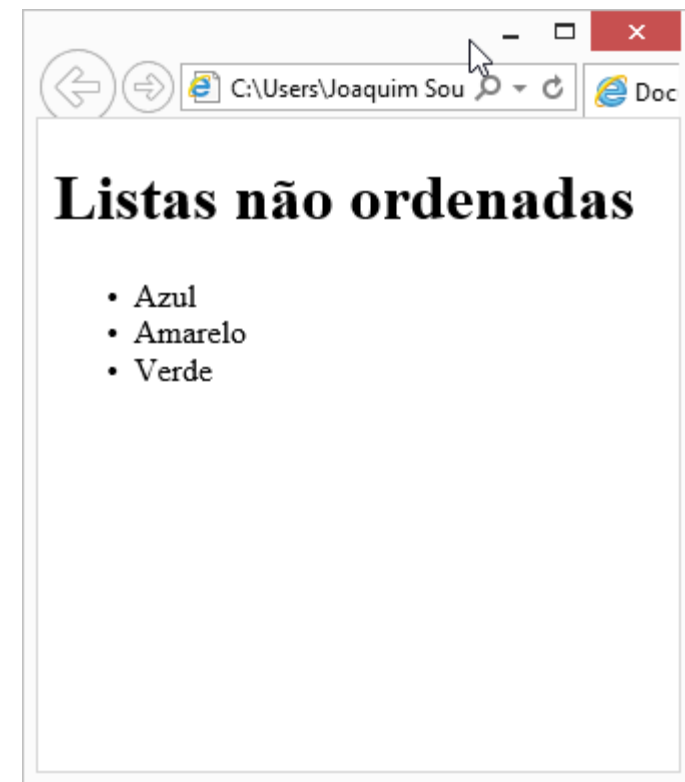 C:\Users\Joaquim Sou
Doc
Listas não ordenadas
• Azul
• Amarelo
• Verde